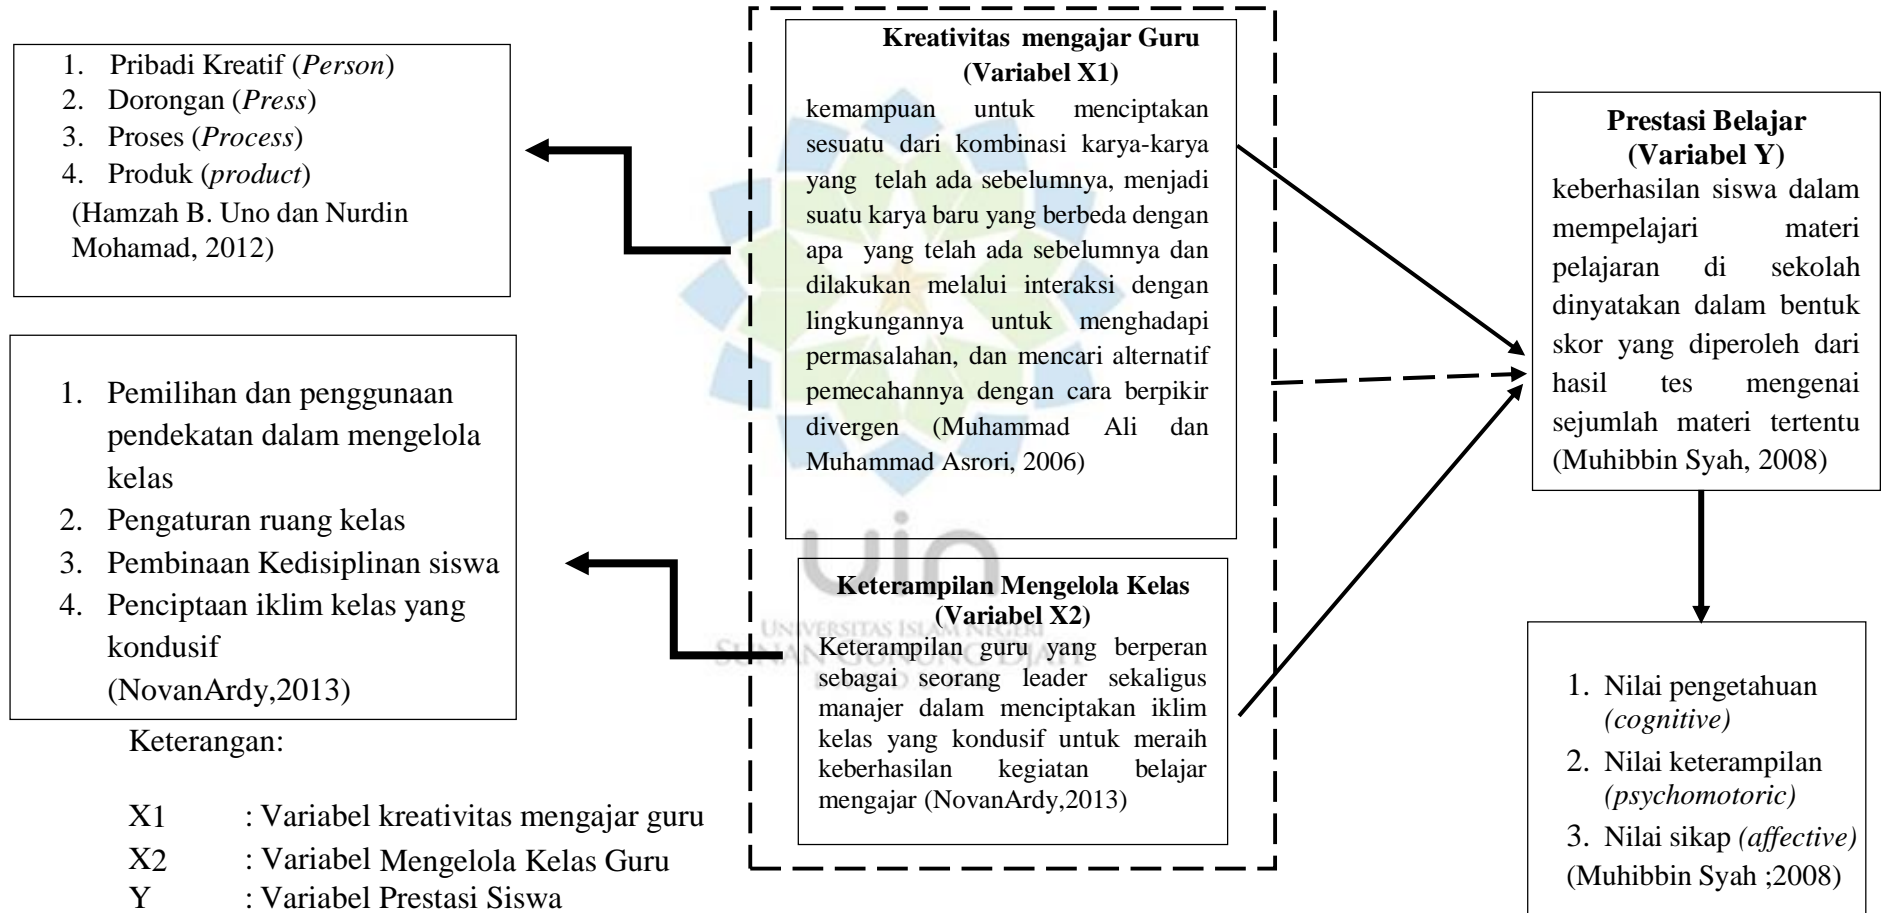 1. Pribadi Kreatif (Person)
2. Dorongan (Press)
3. Proses (Process)
4. Produk (product)
(Hamzah B. Uno dan Nurdin
Mohamad, 2012)
1. Pemilihan dan penggunaan
pendekatan dalam mengelola
kelas
2. Pengaturan ruang kelas
3. Pembinaan Kedisiplinan siswa
4. Penciptaan iklim kelas yang
kondusif
(NovanArdy,2013)
Kreativitas mengajar Guru
(Variabel X1)
kemampuan untuk menciptakan
sesuatu dari kombinasi karya-karya
yang telah ada sebelumnya, menjadi
suatu karya baru yang berbeda dengan
apa yang telah ada sebelumnya dan
dilakukan melalui interaksi dengan
lingkungannya untuk menghadapi
permasalahan, dan mencari alternatif
pemecahannya dengan cara berpikir
divergen (Muhammad Ali dan
Muhammad Asrori, 2006)
uin
UNIVERSITAS ISLAM NEGERI
SUNAN GUNUNG DJATI
Keterampilan Mengelola Kelas
(Variabel X2)
Keterampilan guru yang berperan
sebagai seorang leader sekaligus
manajer dalam menciptakan iklim
kelas yang kondusif untuk meraih
keberhasilan kegiatan belajar
mengajar (NovanArdy,2013)
Prestasi Belajar
(Variabel Y)
keberhasilan siswa dalam
mempelajari materi
pelajaran di sekolah
dinyatakan dalam bentuk
skor yang diperoleh dari
hasil tes mengenai
sejumlah materi tertentu
(Muhibbin Syah, 2008)
1. Nilai pengetahuan
(cognitive)
2. Nilai keterampilan
(psychomotoric)
3. Nilai sikap (affective)
(Muhibbin Syah ;2008)
Keterangan:
X1 : Variabel kreativitas mengajar guru
X2 : Variabel Mengelola Kelas Guru
Y : Variabel Prestasi Siswa